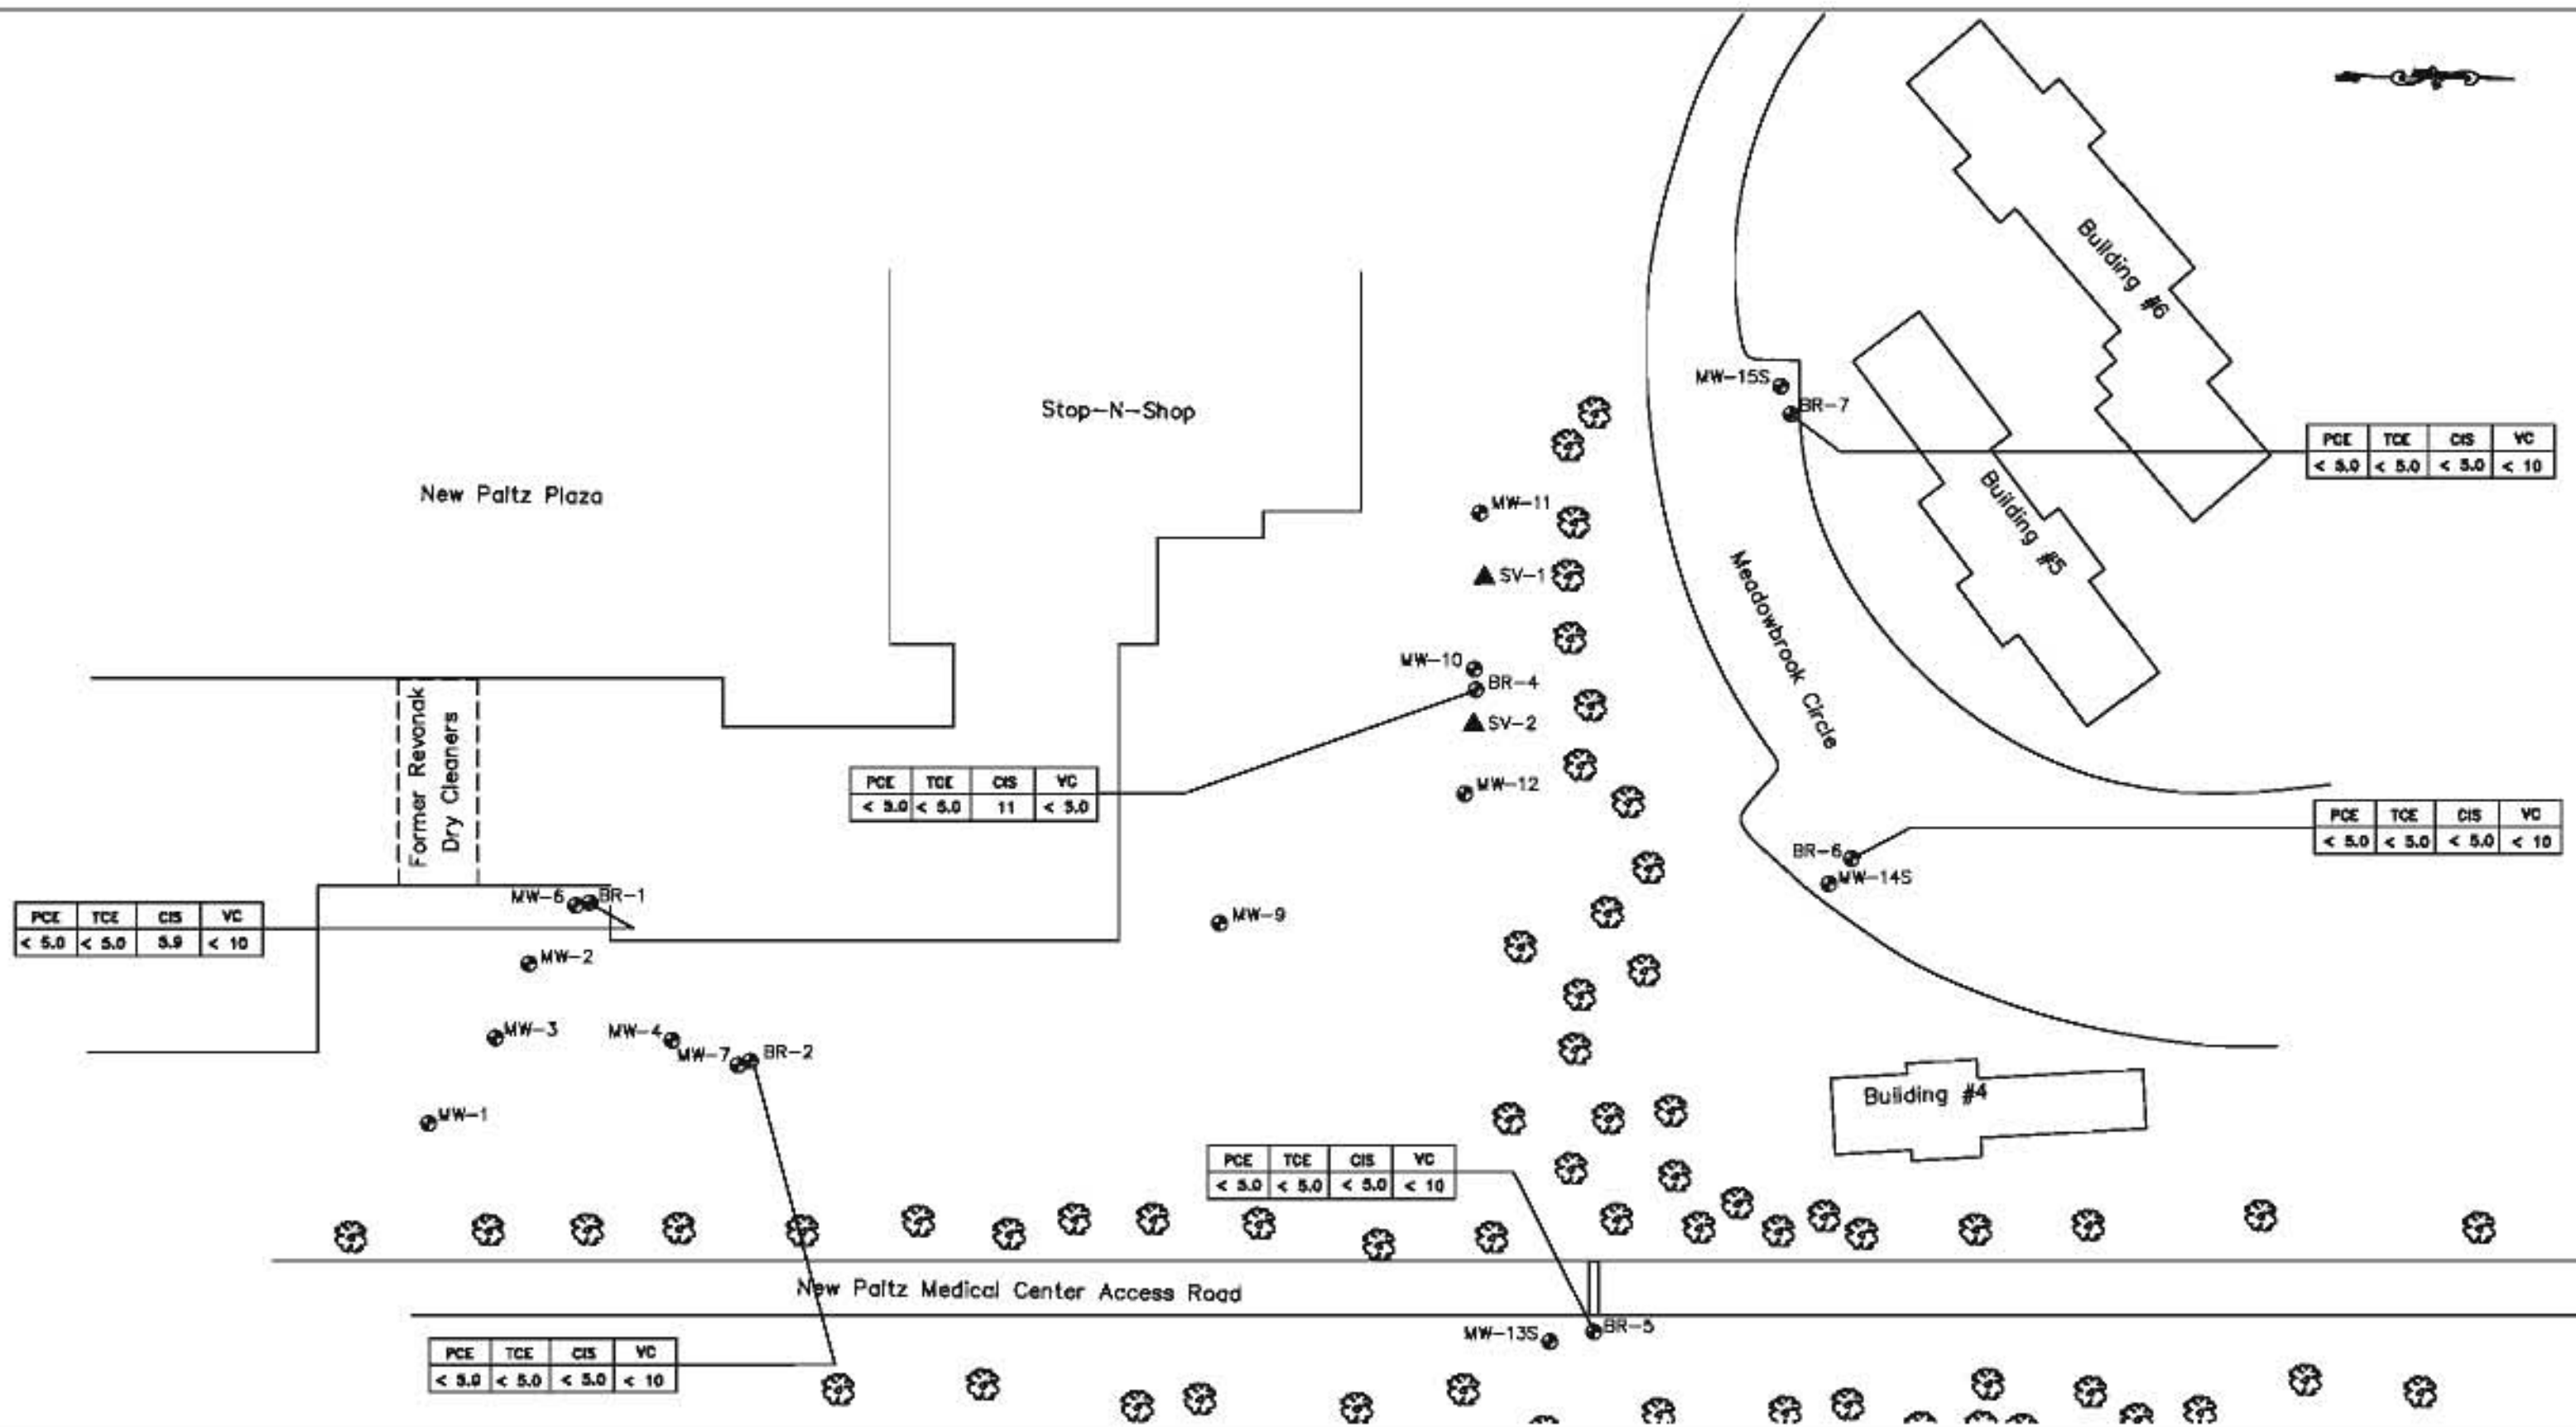 Building #6
Stop-N-Shop
MW-15S
BR-7
PCE TCE CIS VC
< 5.0 < 5.0 < 5.0 < 10
New Paltz Plaza
MW-11
Building #5
SV-1
Meadowbrook Circle
MW-10
BR-4
SV-2
Former Revonak
Dry Cleaners
PCE TCE CIS VC
< 5.0 < 5.0 11 < 5.0
MW-12
PCE TCE CIS VC
< 5.0 < 5.0 < 5.0 < 10
BR-6
MW-14S
MW-6
BR-1
PCE TCE CIS VC
< 5.0 < 5.0 5.9 < 10
MW-9
MW-2
MW-3
MW-4
MW-7
BR-2
MW-1
Building #4
PCE TCE CIS VC
< 5.0 < 5.0 < 5.0 < 10
New Paltz Medical Center Access Road
MW-13S
BR-5
PCE TCE CIS VC
< 5.0 < 5.0 < 5.0 < 10